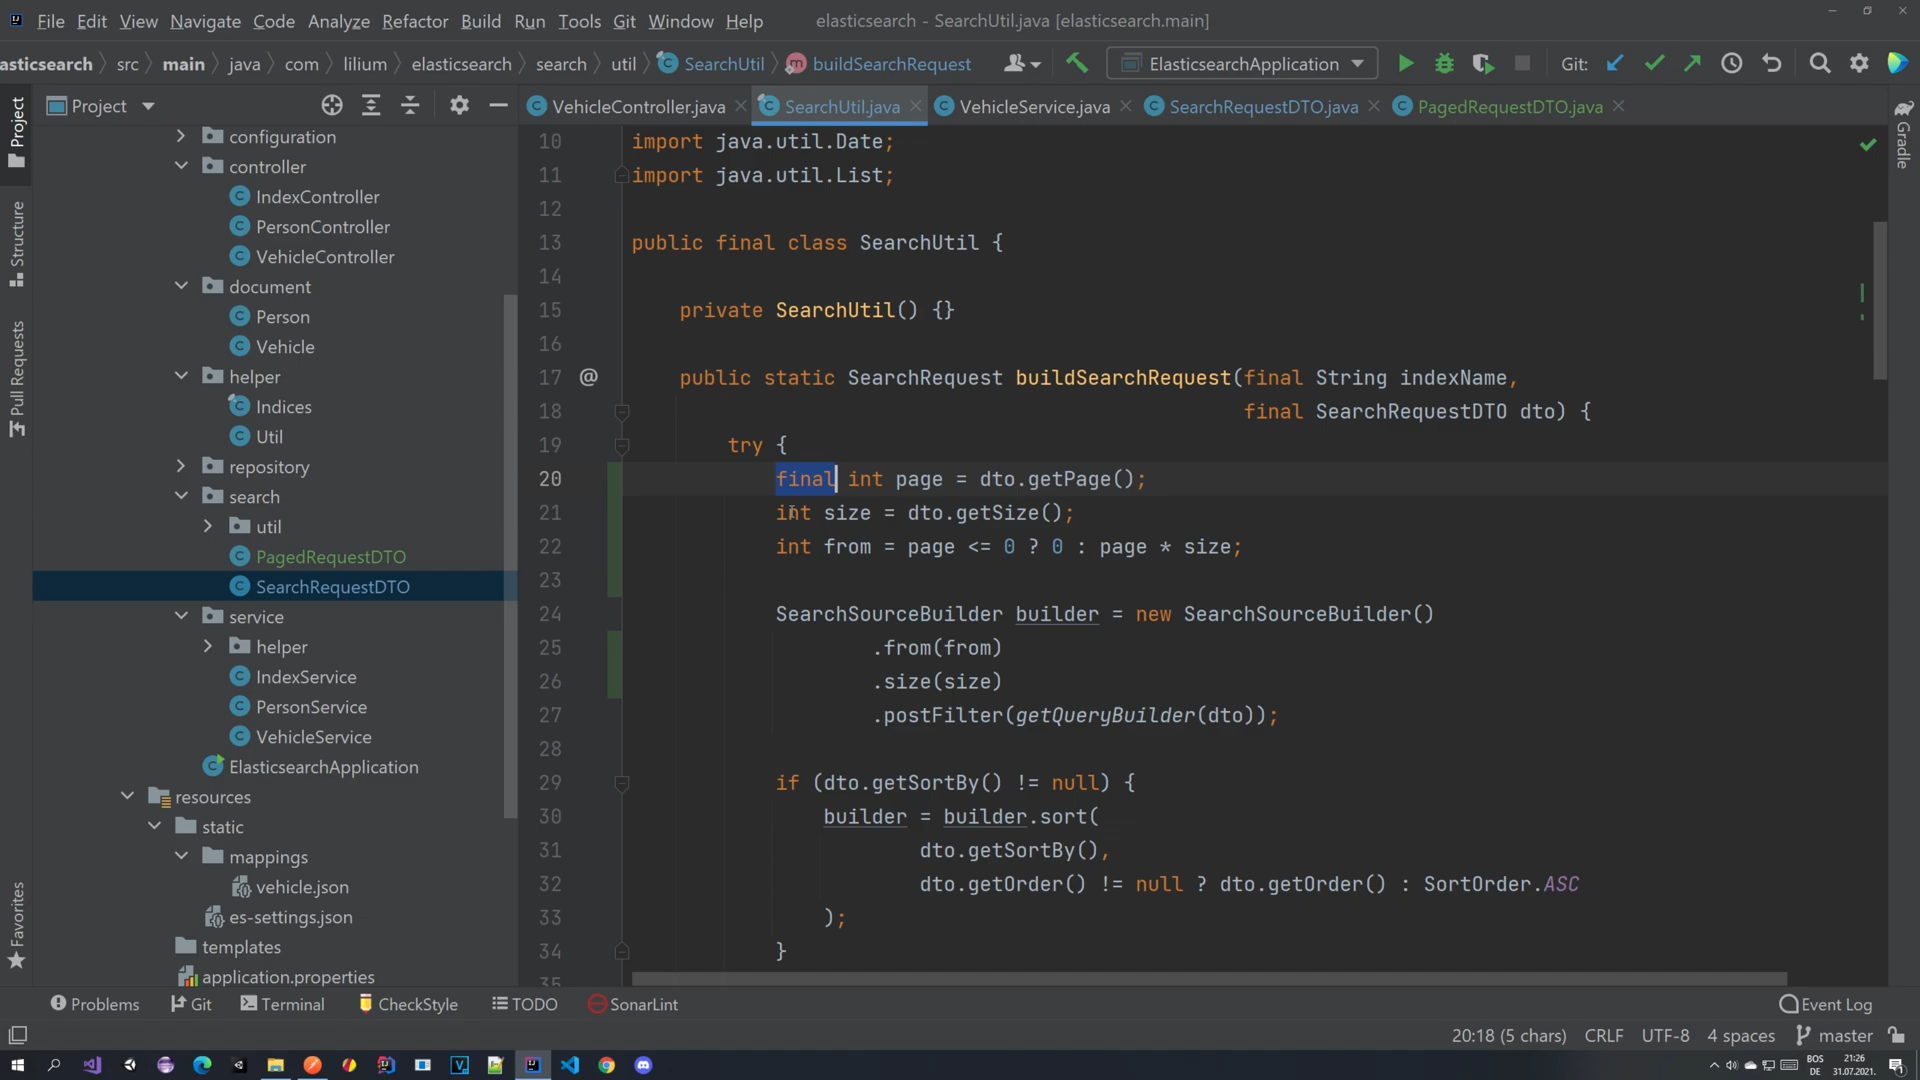 File Edit View Navigate Code Analyze Refactor Build Run Tools Git Window Help elasticsearch - SearchUtil.java [elasticsearch.main]
asticsearch src main java com lilium elasticsearch search util SearchUtil buildSearchRequest ElasticsearchApplication Git:
Project VehicleController.java SearchUtil.java VehicleService.java SearchRequestDTO.java PagedRequestDTO.java
Project
Structure
Pull Requests
Favorites
Gradle
configuration
controller
IndexController
PersonController
VehicleController
document
Person
Vehicle
helper
Indices
Util
repository
search
util
PagedRequestDTO
SearchRequestDTO
service
helper
IndexService
PersonService
VehicleService
ElasticsearchApplication
resources
static
mappings
vehicle.json
es-settings.json
templates
application.properties
10 import java.util.Date;
11 import java.util.List;
12
13 public final class SearchUtil {
14
15 private SearchUtil() {}
16
17 @ public static SearchRequest buildSearchRequest(final String indexName,
18 final SearchRequestDTO dto) {
19 try {
20 final int page = dto.getPage();
21 int size = dto.getSize();
22 int from = page <= 0 ? 0 : page * size;
23
24 SearchSourceBuilder builder = new SearchSourceBuilder()
25 .from(from)
26 .size(size)
27 .postFilter(getQueryBuilder(dto));
28
29 if (dto.getSortBy() != null) {
30 builder = builder.sort(
31 dto.getSortBy(),
32 dto.getOrder() != null ? dto.getOrder() : SortOrder.ASC
33 );
34 }
35
Problems Git Terminal CheckStyle TODO SonarLint Event Log
20:18 (5 chars) CRLF UTF-8 4 spaces master
BOS
DE
21:26
31.07.2021.